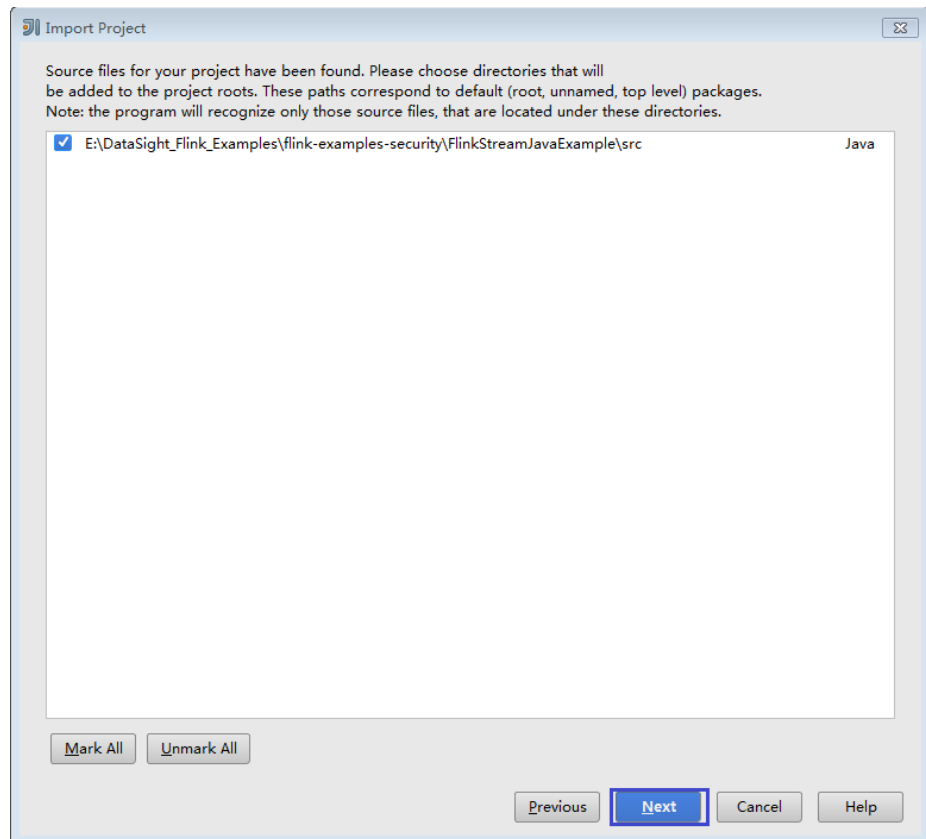 Import Project
Source files for your project have been found. Please choose directories that will
be added to the project roots. These paths correspond to default (root, unnamed, top level) packages.
Note: the program will recognize only those source files, that are located under these directories.
E:\DataSight_Flink_Examples\flink-examples-security\FlinkStreamJavaExample\src Java
Mark All Unmark All
Previous Next Cancel Help